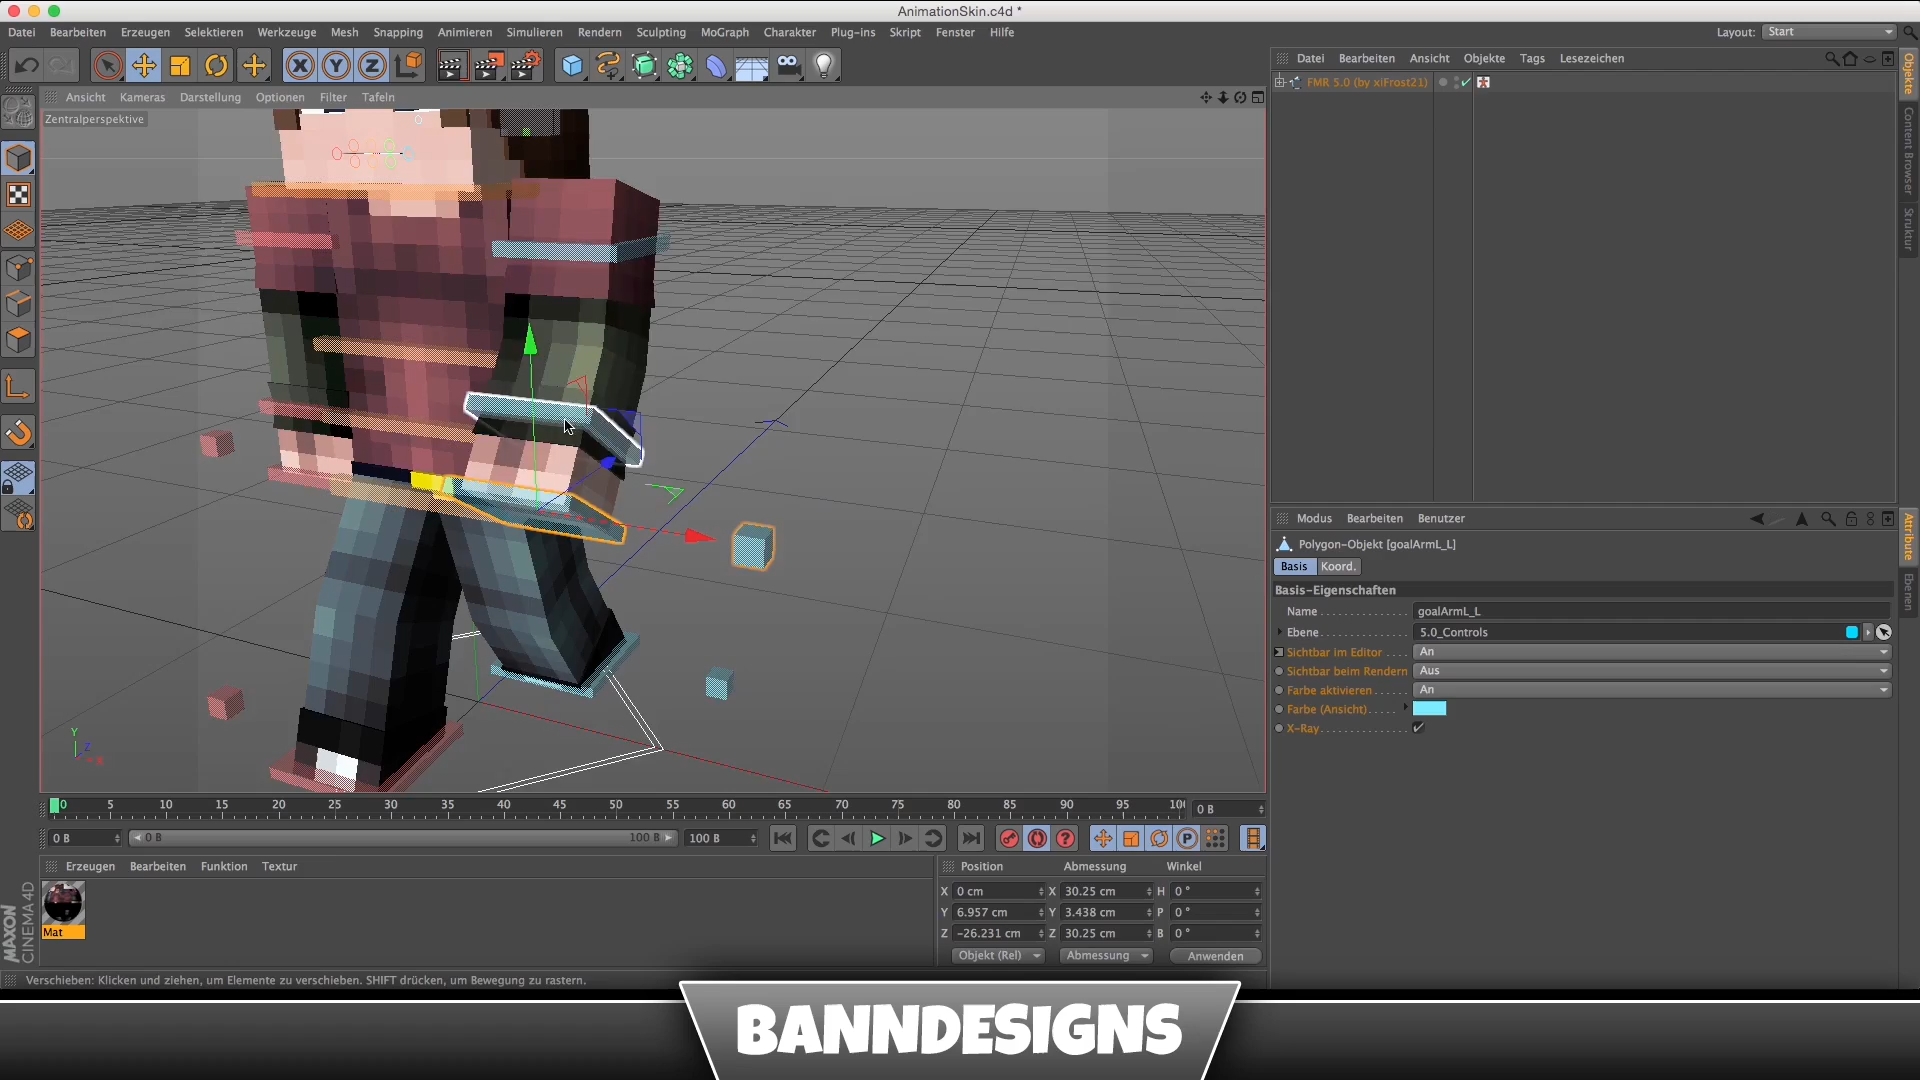 AnimationSkin.c4d *
Datei Bearbeiten Erzeugen Selektieren Werkzeuge Mesh Snapping Animieren Simulieren Rendern Sculpting MoGraph Charakter Plug-ins Skript Fenster Hilfe
Layout: Start
Datei Bearbeiten Ansicht Objekte Tags Lesezeichen
Objekte
Content Browser
Struktur
FMR 5.0 (by xiFrost21)
Ansicht Kameras Darstellung Optionen Filter Tafeln
Zentralperspektive
Y
Z
X
Modus Bearbeiten Benutzer
Attribute
Ebenen
Polygon-Objekt [goalArmL_L]
Basis Koord.
Basis-Eigenschaften
Name . . . . . . . . . . . . . . goalArmL_L
Ebene . . . . . . . . . . . . . 5.0_Controls
Sichtbar im Editor . . . . An
Sichtbar beim Rendern Aus
Farbe aktivieren . . . . . . An
Farbe (Ansicht) . . . . .
X-Ray . . . . . . . . . . . . . .
0 5 10 15 20 25 30 35 40 45 50 55 60 65 70 75 80 85 90 95 100
0 B
0 B 0 B 100 B 100 B
Erzeugen Bearbeiten Funktion Textur
Mat
MAXON
CINEMA 4D
Position Abmessung Winkel
X 0 cm X 30.25 cm H 0 °
Y 6.957 cm Y 3.438 cm P 0 °
Z -26.231 cm Z 30.25 cm B 0 °
Objekt (Rel) Abmessung Anwenden
Verschieben: Klicken und ziehen, um Elemente zu verschieben. SHIFT drücken, um Bewegung zu rastern.
BANNDESIGNS